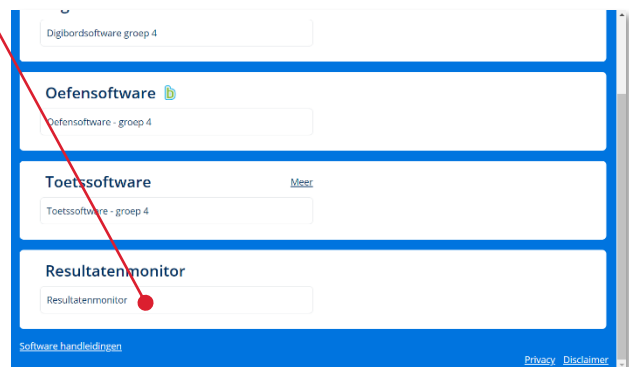 Digibordsoftware groep 4
Oefensoftware
Oefensoftware - groep 4
Toetssoftware
Meer
Toetssoftware - groep 4
Resultatenmonitor
Resultatenmonitor
Software handleidingen
Privacy Disclaimer